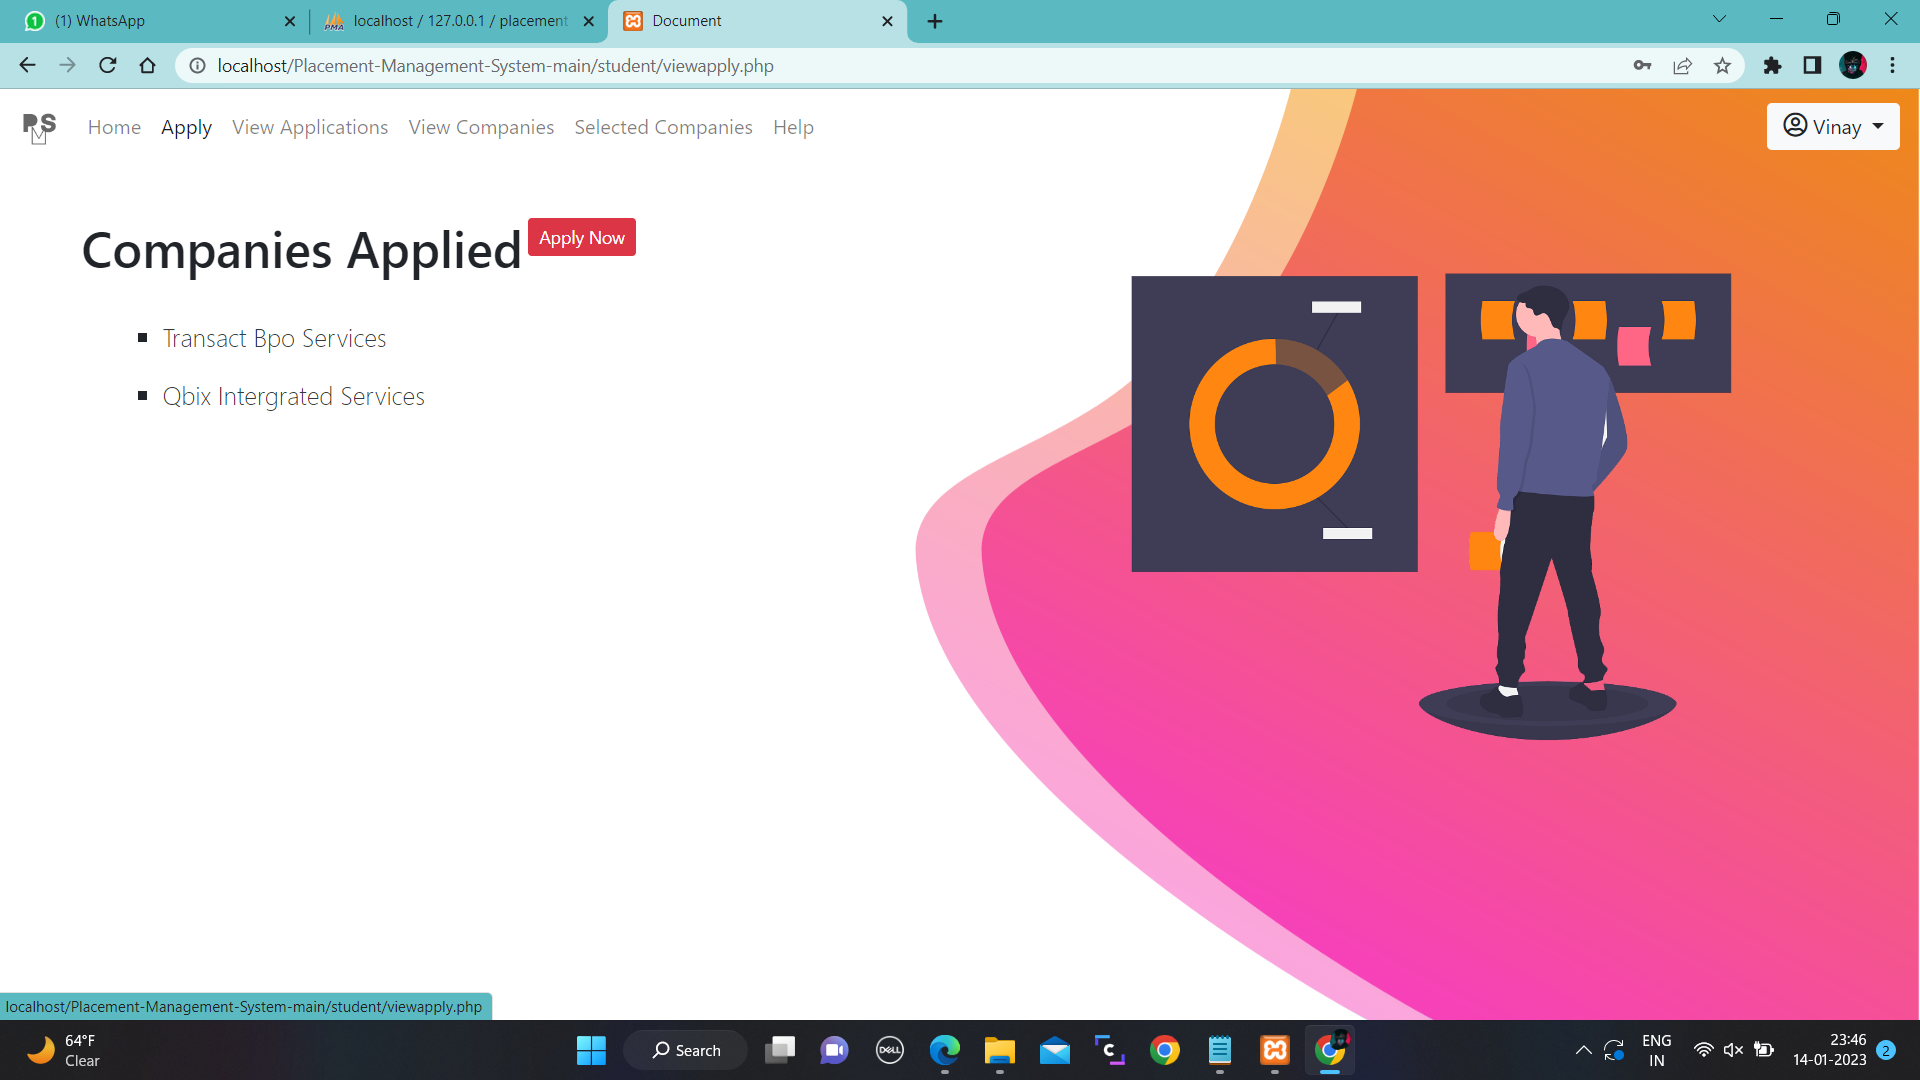 (1) WhatsApp
localhost / 127.0.0.1 / placement
Document
localhost/Placement-Management-System-main/student/viewapply.php
PMS
Home
Apply
View Applications
View Companies
Selected Companies
Help
Vinay
Companies Applied
Apply Now
Transact Bpo Services
Qbix Intergrated Services
localhost/Placement-Management-System-main/student/viewapply.php
64°F
Clear
Search
DELL
ENG
IN
23:46
14-01-2023
2